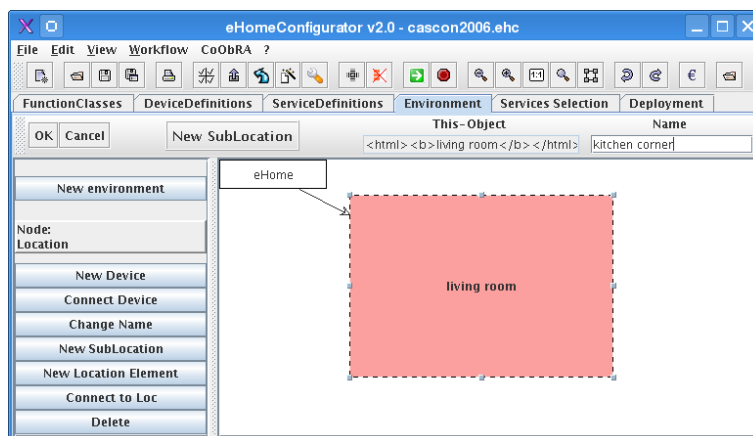 eHomeConfigurator v2.0 - cascon2006.ehc
File Edit View Workflow CoObRA ?
1:1 €
FunctionClasses DeviceDefinitions ServiceDefinitions Environment Services Selection Deployment
This-Object Name
OK Cancel New SubLocation <html><b>living room</b></html> kitchen corner
eHome
New environment
Node:
Location
New Device
living room
Connect Device
Change Name
New SubLocation
New Location Element
Connect to Loc
Delete